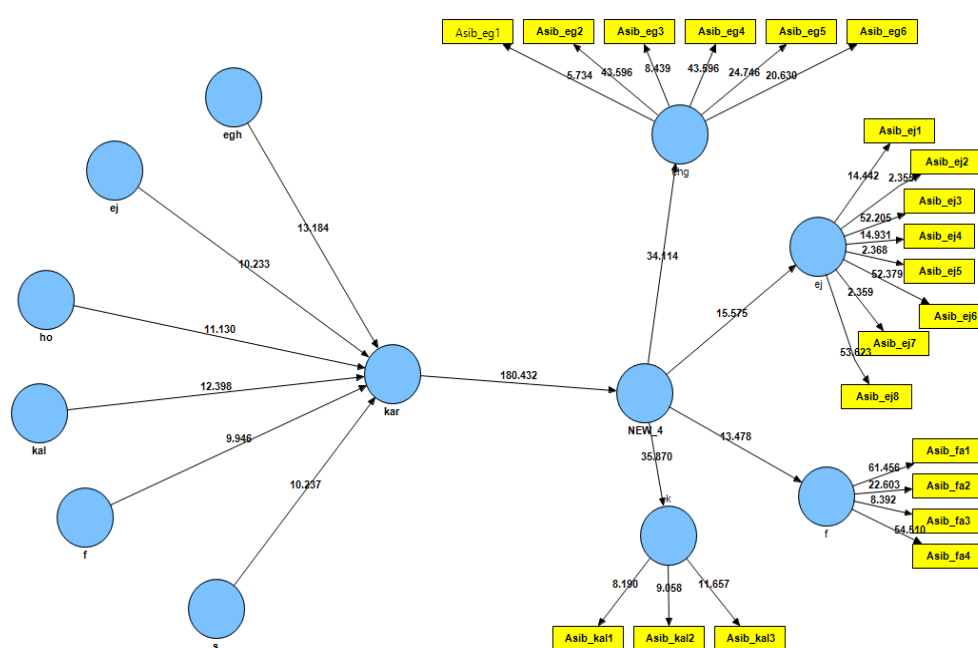 Asib_eg1 Asib_eg2 Asib_eg3 Asib_eg4 Asib_eg5 Asib_eg6
5.734 43.596 8.439 43.596 24.746 20.630
egh
ehg
Asib_ej1
Asib_ej2
Asib_ej3
Asib_ej4
Asib_ej5
Asib_ej6
Asib_ej7
Asib_ej8
14.442
2.355
52.205
14.931
2.368
52.379
2.359
53.623
ej
ej
13.184
10.233
34.114
15.575
ho
11.130
kar
180.432
NEW_4
kal
12.398
9.946
35.870
13.478
f
10.237
k
f
Asib_fa1
Asib_fa2
Asib_fa3
Asib_fa4
61.456
22.603
8.392
54.510
s
8.190 9.058 11.657
Asib_kal1 Asib_kal2 Asib_kal3